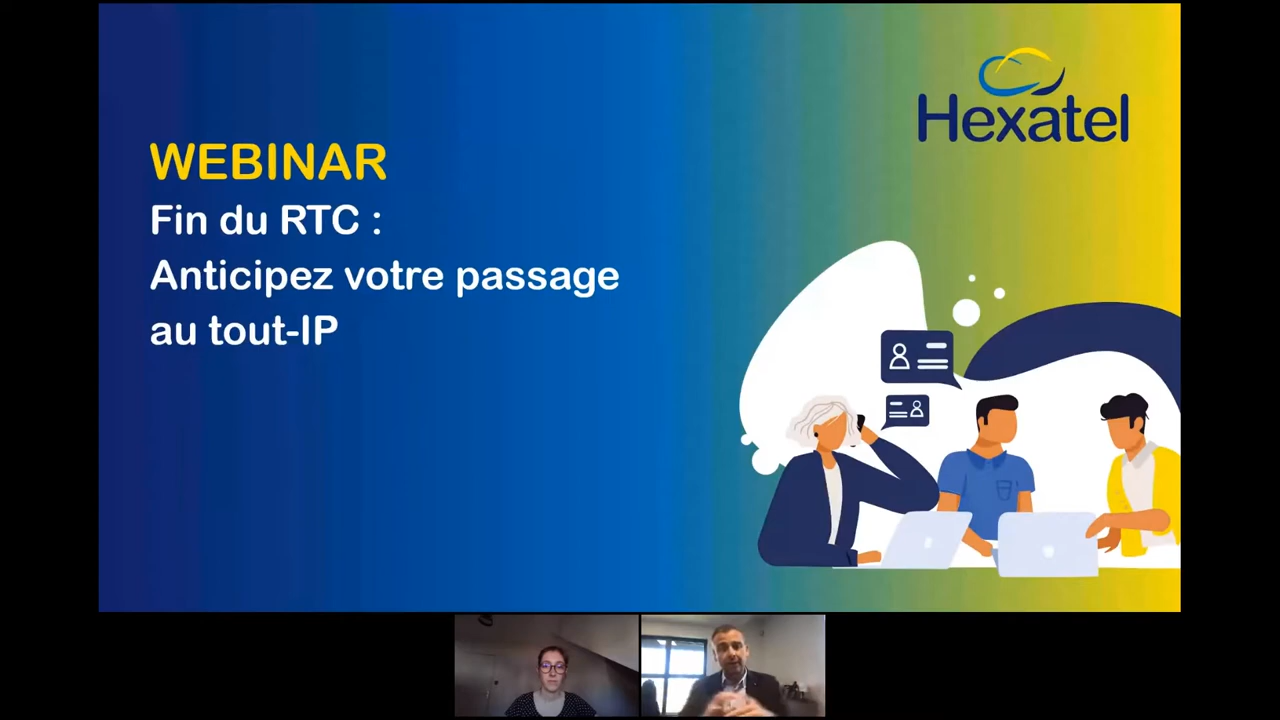 Hexatel
WEBINAR
Fin du RTC :
Anticipez votre passage
au tout-IP